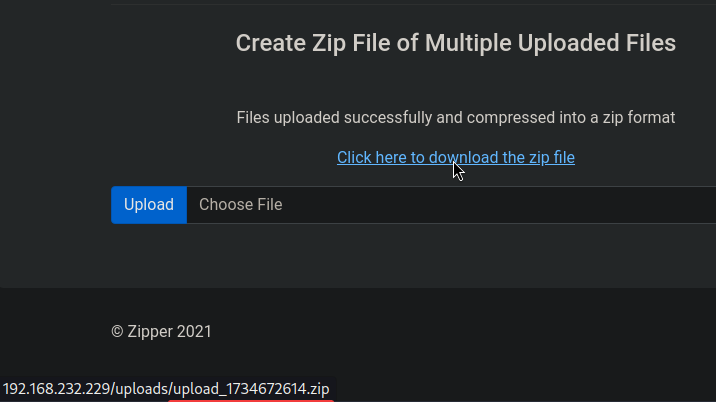 Create Zip File of Multiple Uploaded Files
Files uploaded successfully and compressed into a zip format
Click here to download the zip file
Upload Choose File
© Zipper 2021
192.168.232.229/uploads/upload_1734672614.zip